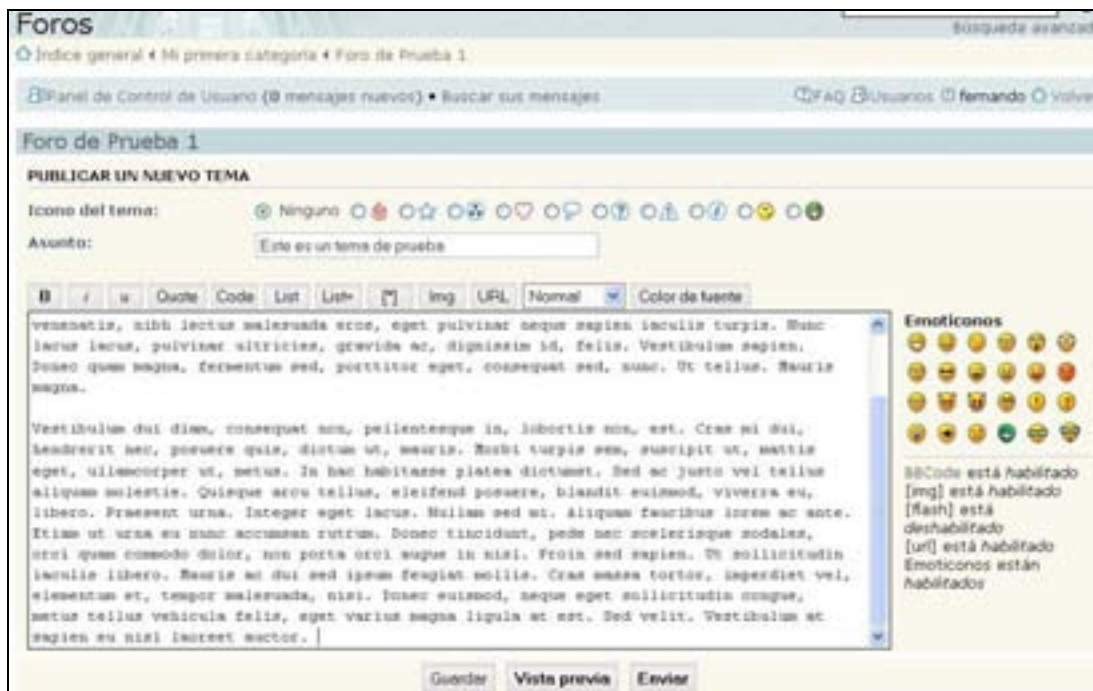 Foros
Búsqueda avanzad
Índice general Mi primera categoría Foro de Prueba 1
Panel de Control de Usuario (0 mensajes nuevos) • Buscar sus mensajes
FAQ Usuarios fernando Volve
Foro de Prueba 1
PUBLICAR UN NUEVO TEMA
Icono del tema: Ninguno
Asunto: Este es un tema de prueba
B i u Quote Code List List= [*] Img URL Normal Color de fuente
venenatis, nibh lectus malesuada eros, eget pulvinar neque sapien iaculis turpis. Nunc
lacus lacus, pulvinar ultricies, gravida ac, dignissim id, felis. Vestibulum sapien.
Donec quam magna, fermentum sed, porttitor eget, consequat sed, nunc. Ut tellus. Mauris
magna.
Vestibulum dui diam, consequat non, pellentesque in, lobortis non, est. Cras mi dui,
hendrerit nec, posuere quis, dictum ut, mauris. Morbi turpis sem, suscipit ut, mattis
eget, ullamcorper ut, metus. In hac habitasse platea dictumst. Sed ac justo vel tellus
aliquam molestie. Quisque arcu tellus, eleifend posuere, blandit euismod, viverra eu,
libero. Praesent urna. Integer eget lacus. Nullam sed mi. Aliquam faucibus lorem ac ante.
Etiam ut urna eu nunc accumsan rutrum. Donec tincidunt, pede nec scelerisque sodales,
orci quam commodo dolor, non porta orci augue in nisi. Proin sed sapien. Ut sollicitudin
iaculis libero. Mauris ac dui sed ipsum feugiat mollis. Cras massa tortor, imperdiet vel,
elementum et, tempor malesuada, nisi. Donec euismod, neque eget sollicitudin congue,
metus tellus vehicula felis, eget varius magna ligula at est. Sed velit. Vestibulum at
sapien eu nisi laoreet auctor.
Emoticonos
BBCode está habilitado
[img] está habilitado
[flash] está
deshabilitado
[url] está habilitado
Emoticonos están
habilitados
Guardar Vista previa Enviar